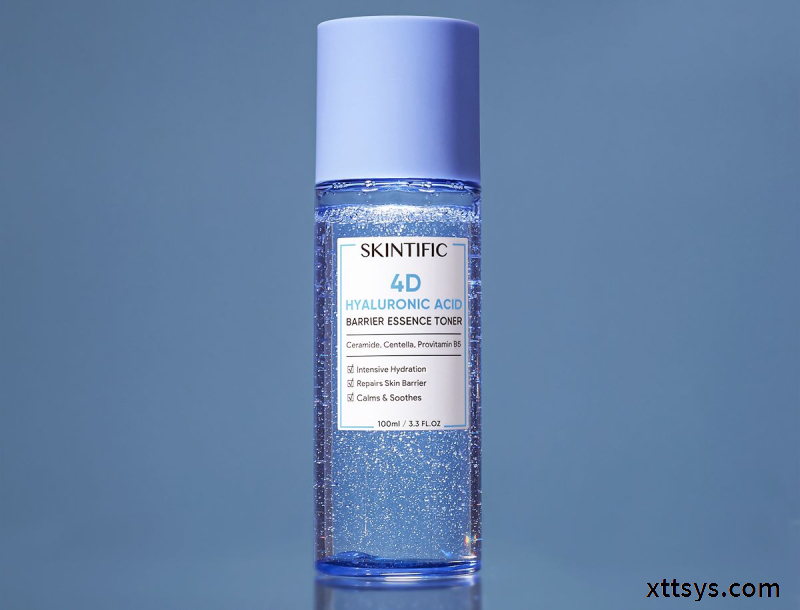 SKINTIFIC
4D
HYALURONIC ACID
BARRIER ESSENCE TONER
Ceramide, Centella, Provitamin B5
☑ Intensive Hydration
☑ Repairs Skin Barrier
☑ Calms & Soothes
100ml / 3.3 FL.OZ
xttsys.com